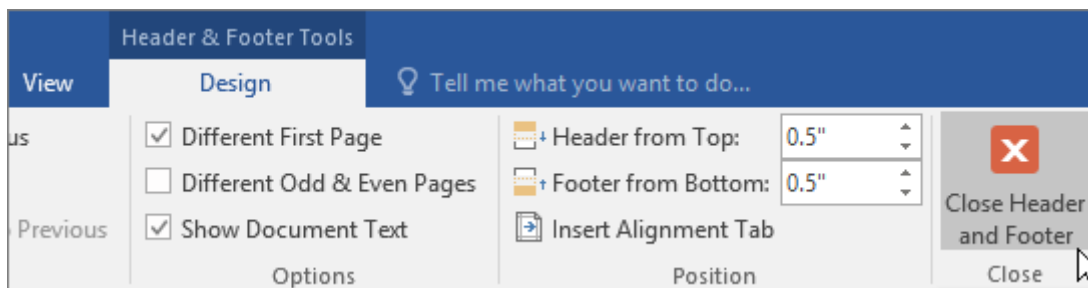 Header & Footer Tools
View Design Tell me what you want to do...
Different First Page Header from Top: 0.5"
Different Odd & Even Pages Footer from Bottom: 0.5"
Previous Show Document Text Insert Alignment Tab
Close Header
and Footer
Options Position Close